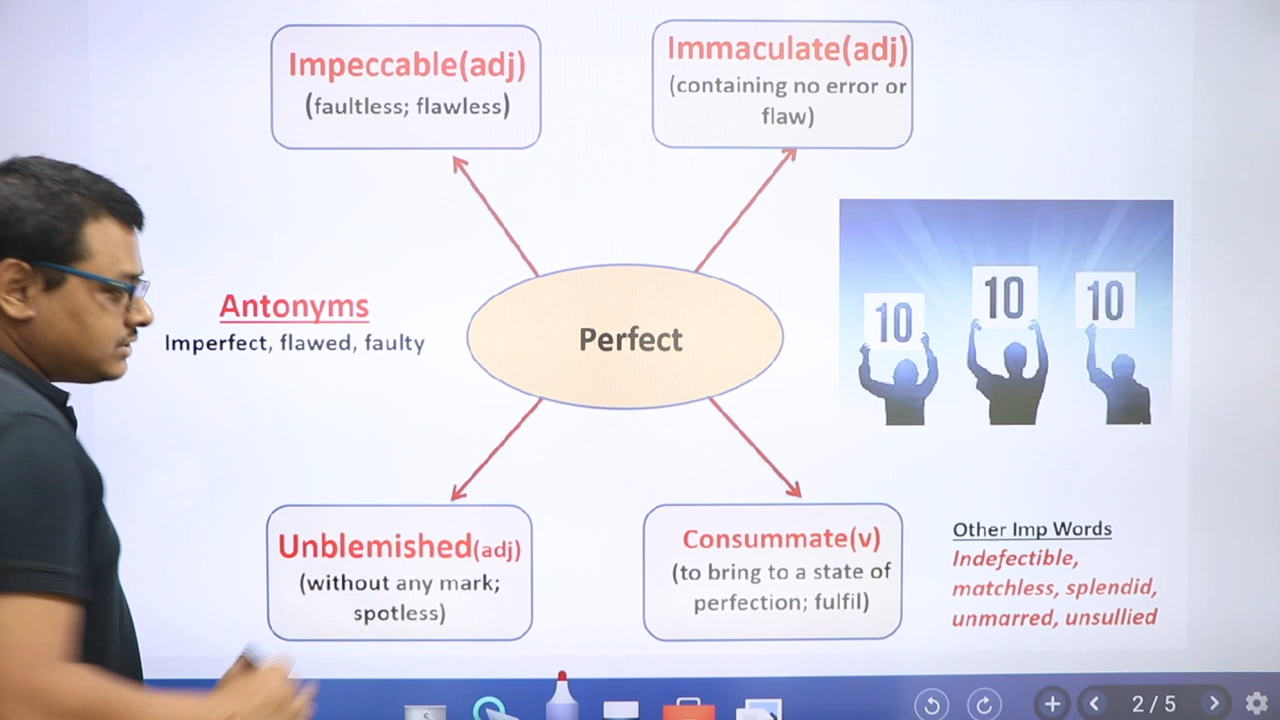 Impeccable(adj)
(faultless; flawless)
Immaculate(adj)
(containing no error or
flaw)
Antonyms
Imperfect, flawed, faulty
Perfect
10
10
10
Unblemished(adj)
(without any mark;
spotless)
Consummate(v)
(to bring to a state of
perfection; fulfil)
Other Imp Words
Indefectible,
matchless, splendid,
unmarred, unsullied
2 / 5